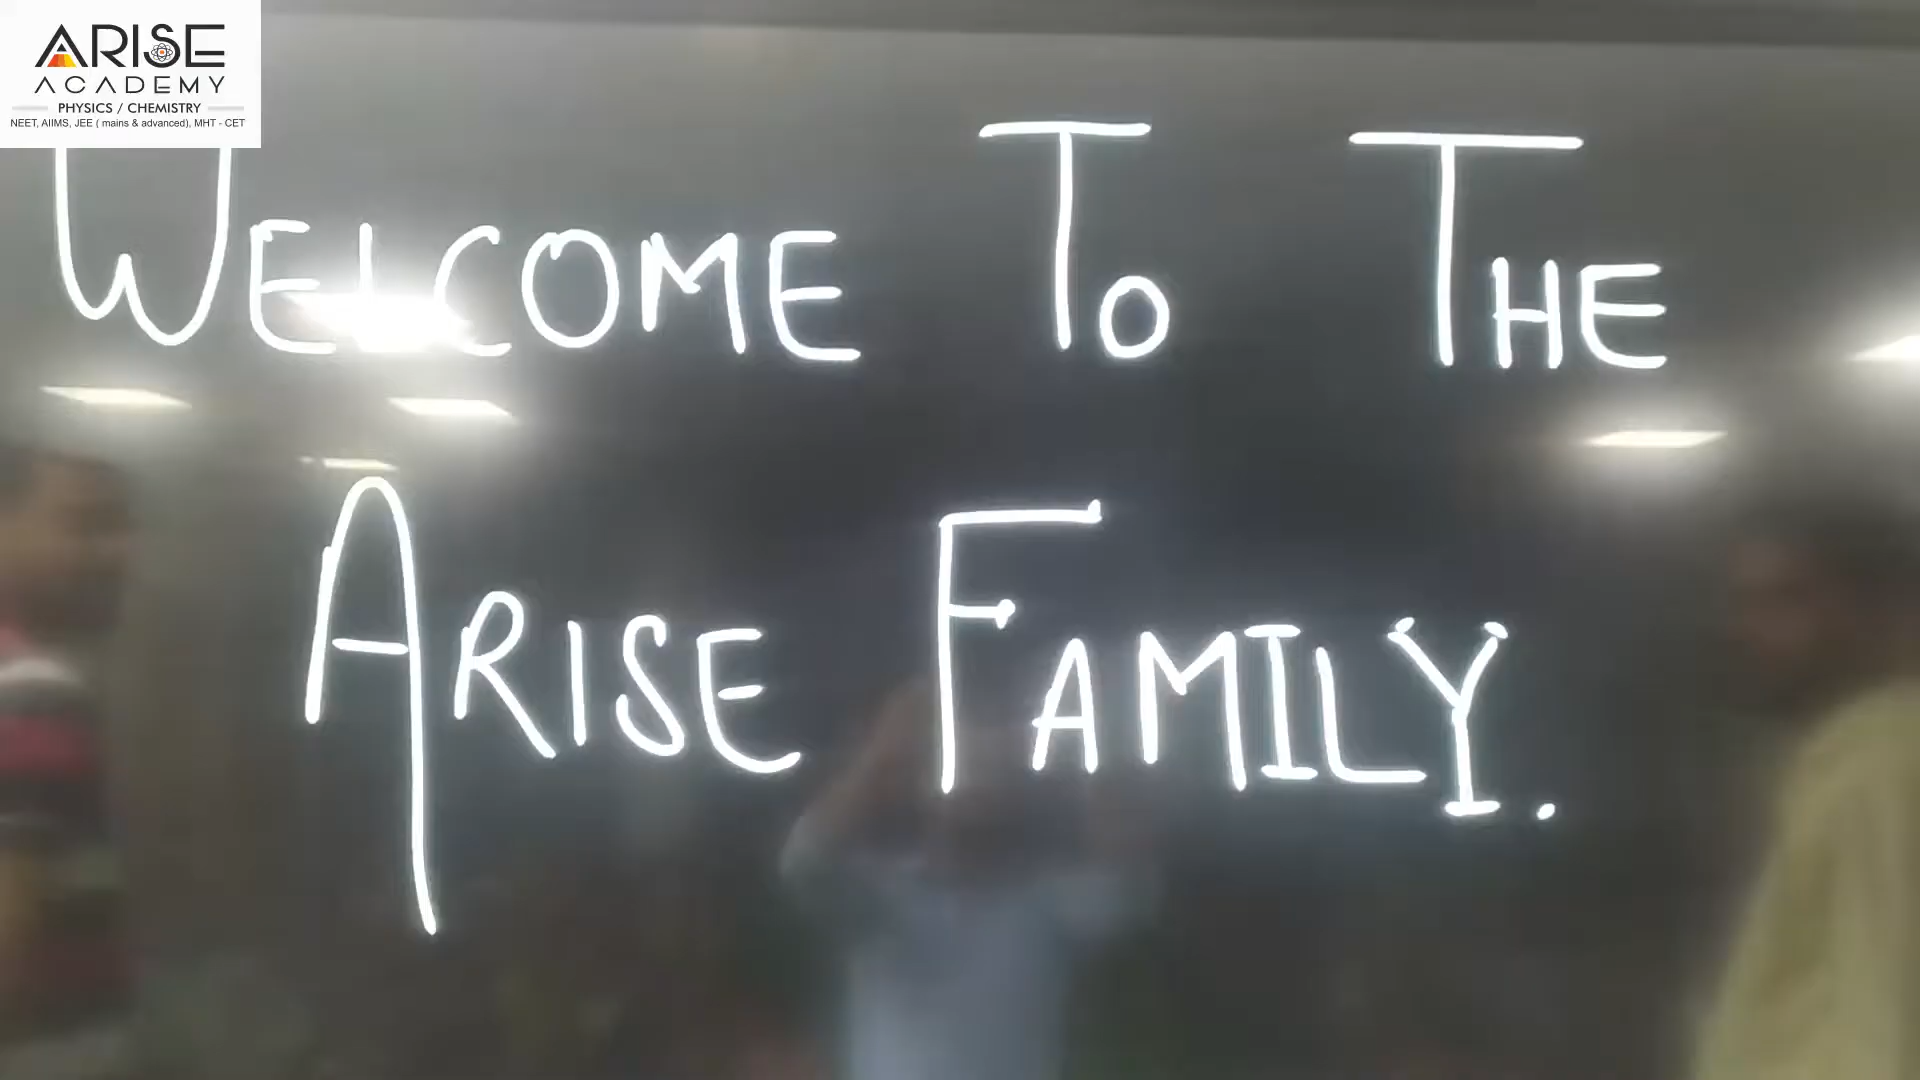 ARISE
ACADEMY
PHYSICS / CHEMISTRY
NEET, AIIMS, JEE ( mains & advanced), MHT - CET
WELCOME TO THE
ARISE FAMILY.